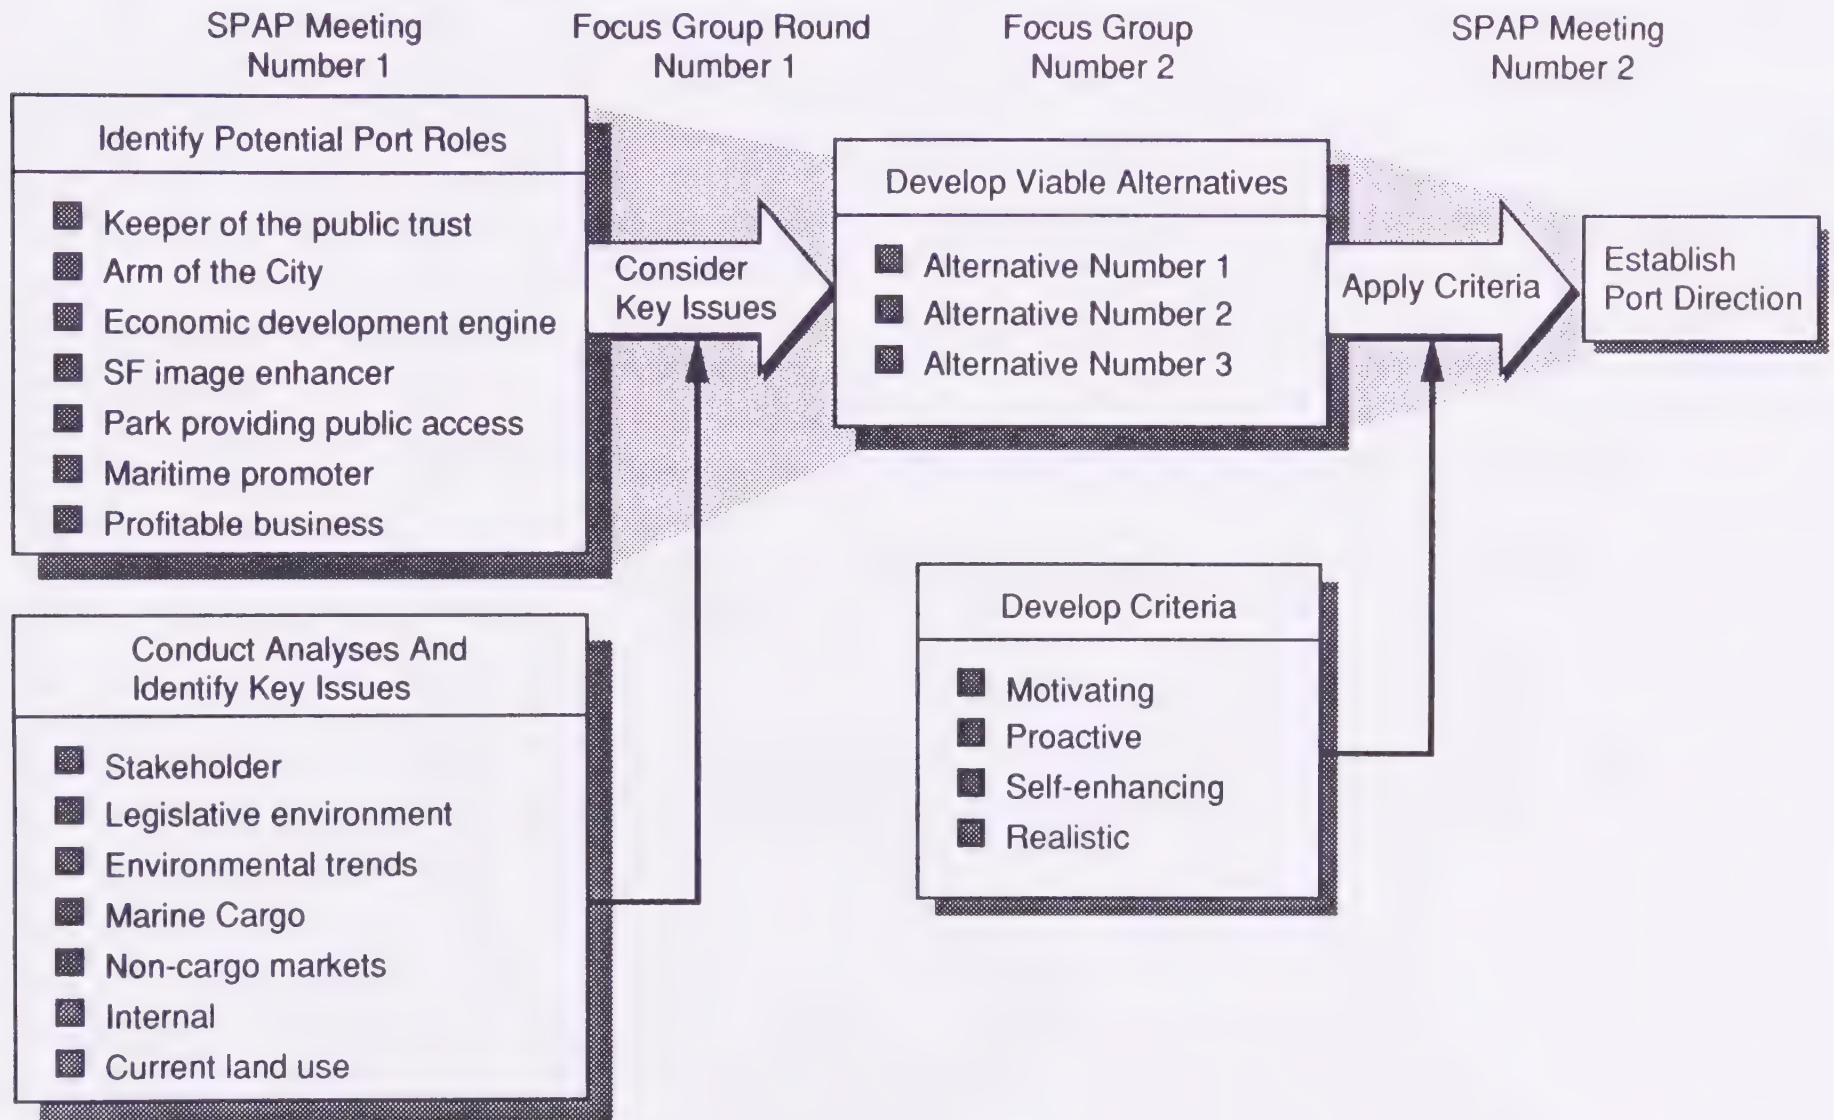 SPAP Meeting
Number 1
Focus Group Round
Number 1
Focus Group
Number 2
SPAP Meeting
Number 2
Identify Potential Port Roles
Keeper of the public trust
Arm of the City
Economic development engine
SF image enhancer
Park providing public access
Maritime promoter
Profitable business
Consider
Key Issues
Develop Viable Alternatives
Alternative Number 1
Alternative Number 2
Alternative Number 3
Apply Criteria
Establish
Port Direction
Conduct Analyses And
Identify Key Issues
Stakeholder
Legislative environment
Environmental trends
Marine Cargo
Non-cargo markets
Internal
Current land use
Develop Criteria
Motivating
Proactive
Self-enhancing
Realistic